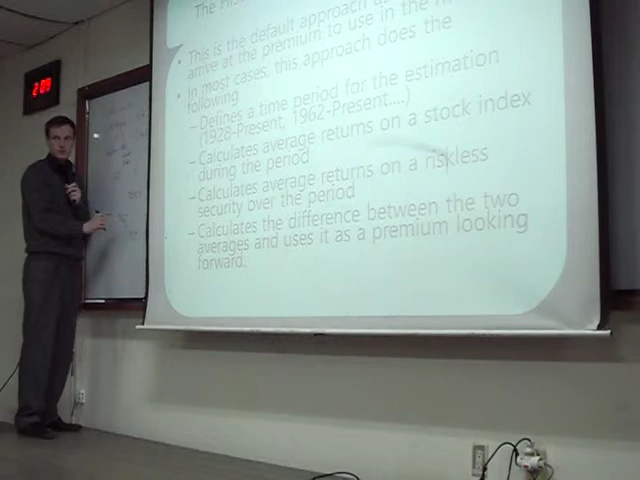 2:09
The His
This is the default approach us
arrive at the premium to use in the m
In most cases, this approach does the
following
– Defines a time period for the estimation
(1928-Present, 1962-Present....)
– Calculates average returns on a stock index
during the period
– Calculates average returns on a riskless
security over the period
– Calculates the difference between the two
averages and uses it as a premium looking
forward.